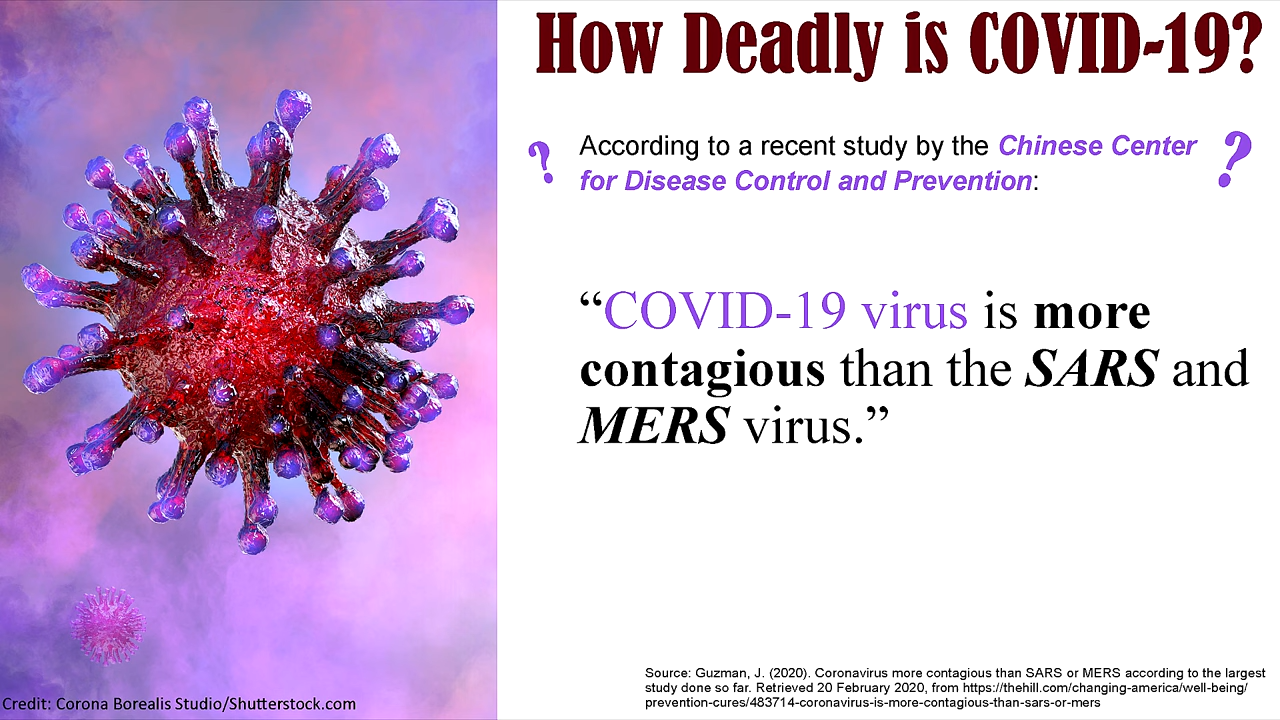 How Deadly is COVID-19?
? According to a recent study by the Chinese Center ?
for Disease Control and Prevention:
“COVID-19 virus is more
contagious than the SARS and
MERS virus.”
Source: Guzman, J. (2020). Coronavirus more contagious than SARS or MERS according to the largest
study done so far. Retrieved 20 February 2020, from https://thehill.com/changing-america/well-being/
prevention-cures/483714-coronavirus-is-more-contagious-than-sars-or-mers
Credit: Corona Borealis Studio/Shutterstock.com